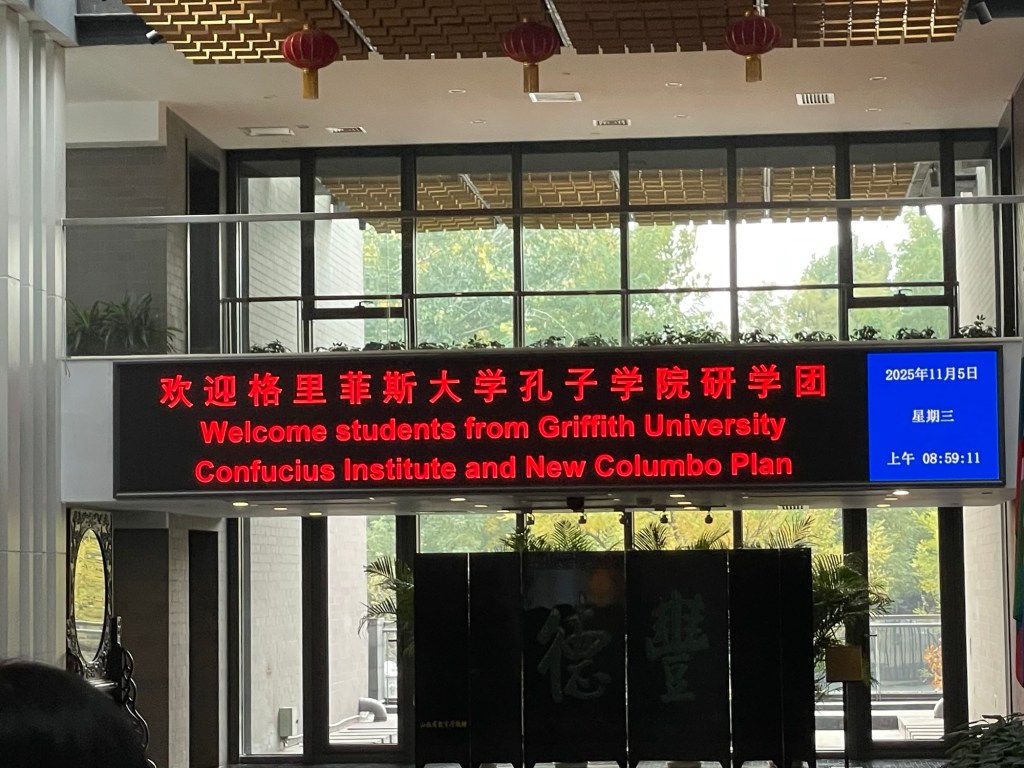 欢迎格里菲斯大学孔子学院研学团
Welcome students from Griffith University
Confucius Institute and New Columbo Plan
2025年11月5日
星期三
上午 08:59:11
德 豐